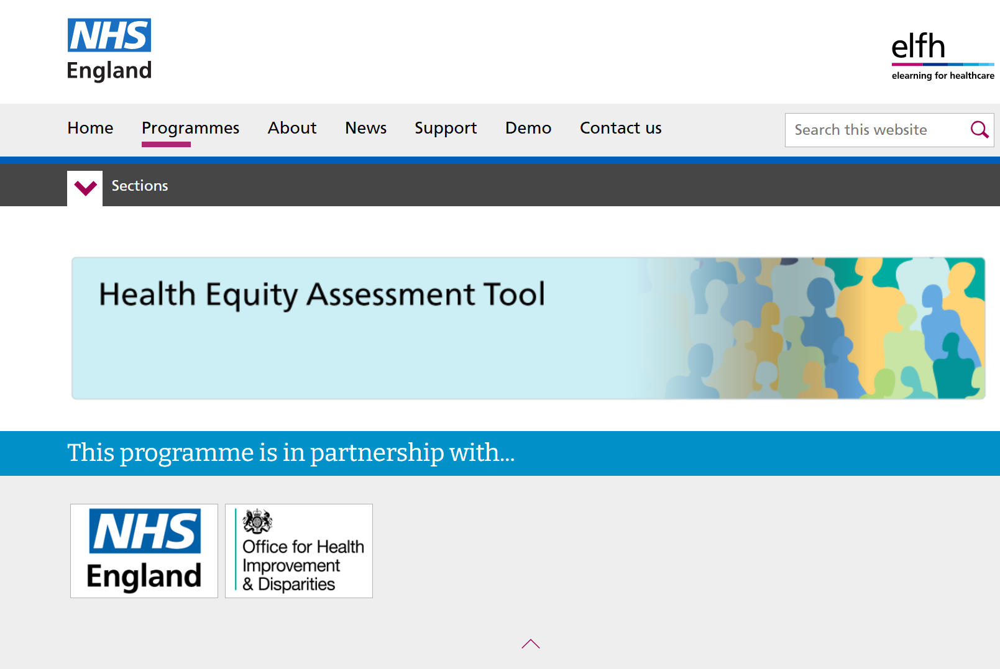 NHS
England
elfh
elearning for healthcare
Home Programmes About News Support Demo Contact us
Search this website
Sections
Health Equity Assessment Tool
This programme is in partnership with...
NHS
England
Office for Health
Improvement
& Disparities